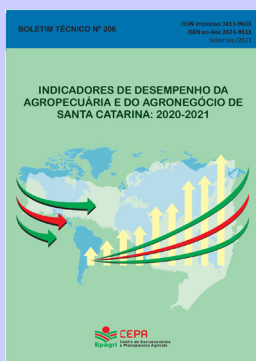 BOLETIM TÉCNICO Nº 206
ISSN Impresso 1413-960X
ISSN on-line 2674-9513
Setembro/2021
INDICADORES DE DESEMPENHO DA
AGROPECUÁRIA E DO AGRONEGÓCIO DE
SANTA CATARINA: 2020-2021
Epagri
CEPA
Centro de Socioeconomia
e Planejamento Agrícola